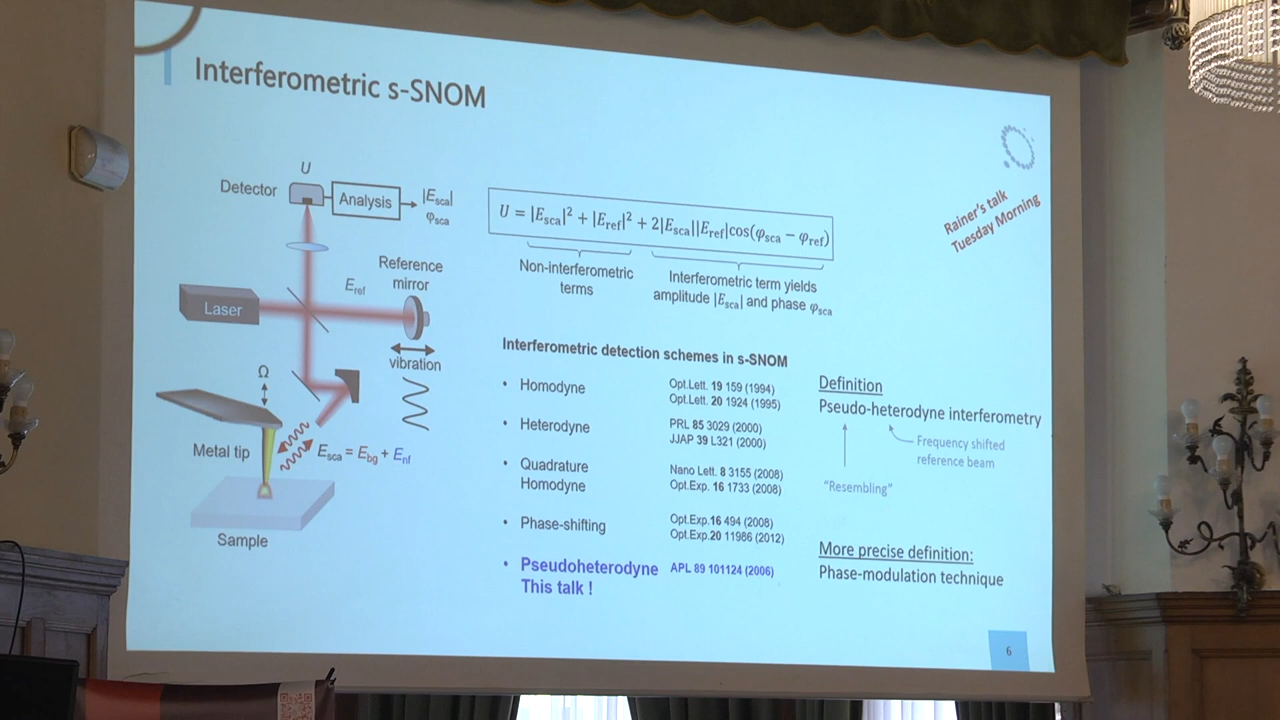 Interferometric s-SNOM
U
Detector
Analysis
|Esca|
φsca
Reference
mirror
Eref
Laser
vibration
Ω
Metal tip
Esca = Ebg + Enf
Sample
U = |Esca|² + |Eref|² + 2|Esca||Eref|cos(φsca − φref)
Non-interferometric
terms
Interferometric term yields
amplitude |Esca| and phase φsca
Rainer's talk
Tuesday Morning
Interferometric detection schemes in s-SNOM
• Homodyne
Opt.Lett. 19 159 (1994)
Opt.Lett. 20 1924 (1995)
• Heterodyne
PRL 85 3029 (2000)
JJAP 39 L321 (2000)
• Quadrature
Homodyne
Nano Lett. 8 3155 (2008)
Opt.Exp. 16 1733 (2008)
• Phase-shifting
Opt.Exp.16 494 (2008)
Opt.Exp.20 11986 (2012)
• Pseudoheterodyne
This talk !
APL 89 101124 (2006)
Definition
Pseudo-heterodyne interferometry
Frequency shifted
reference beam
“Resembling”
More precise definition:
Phase-modulation technique
6